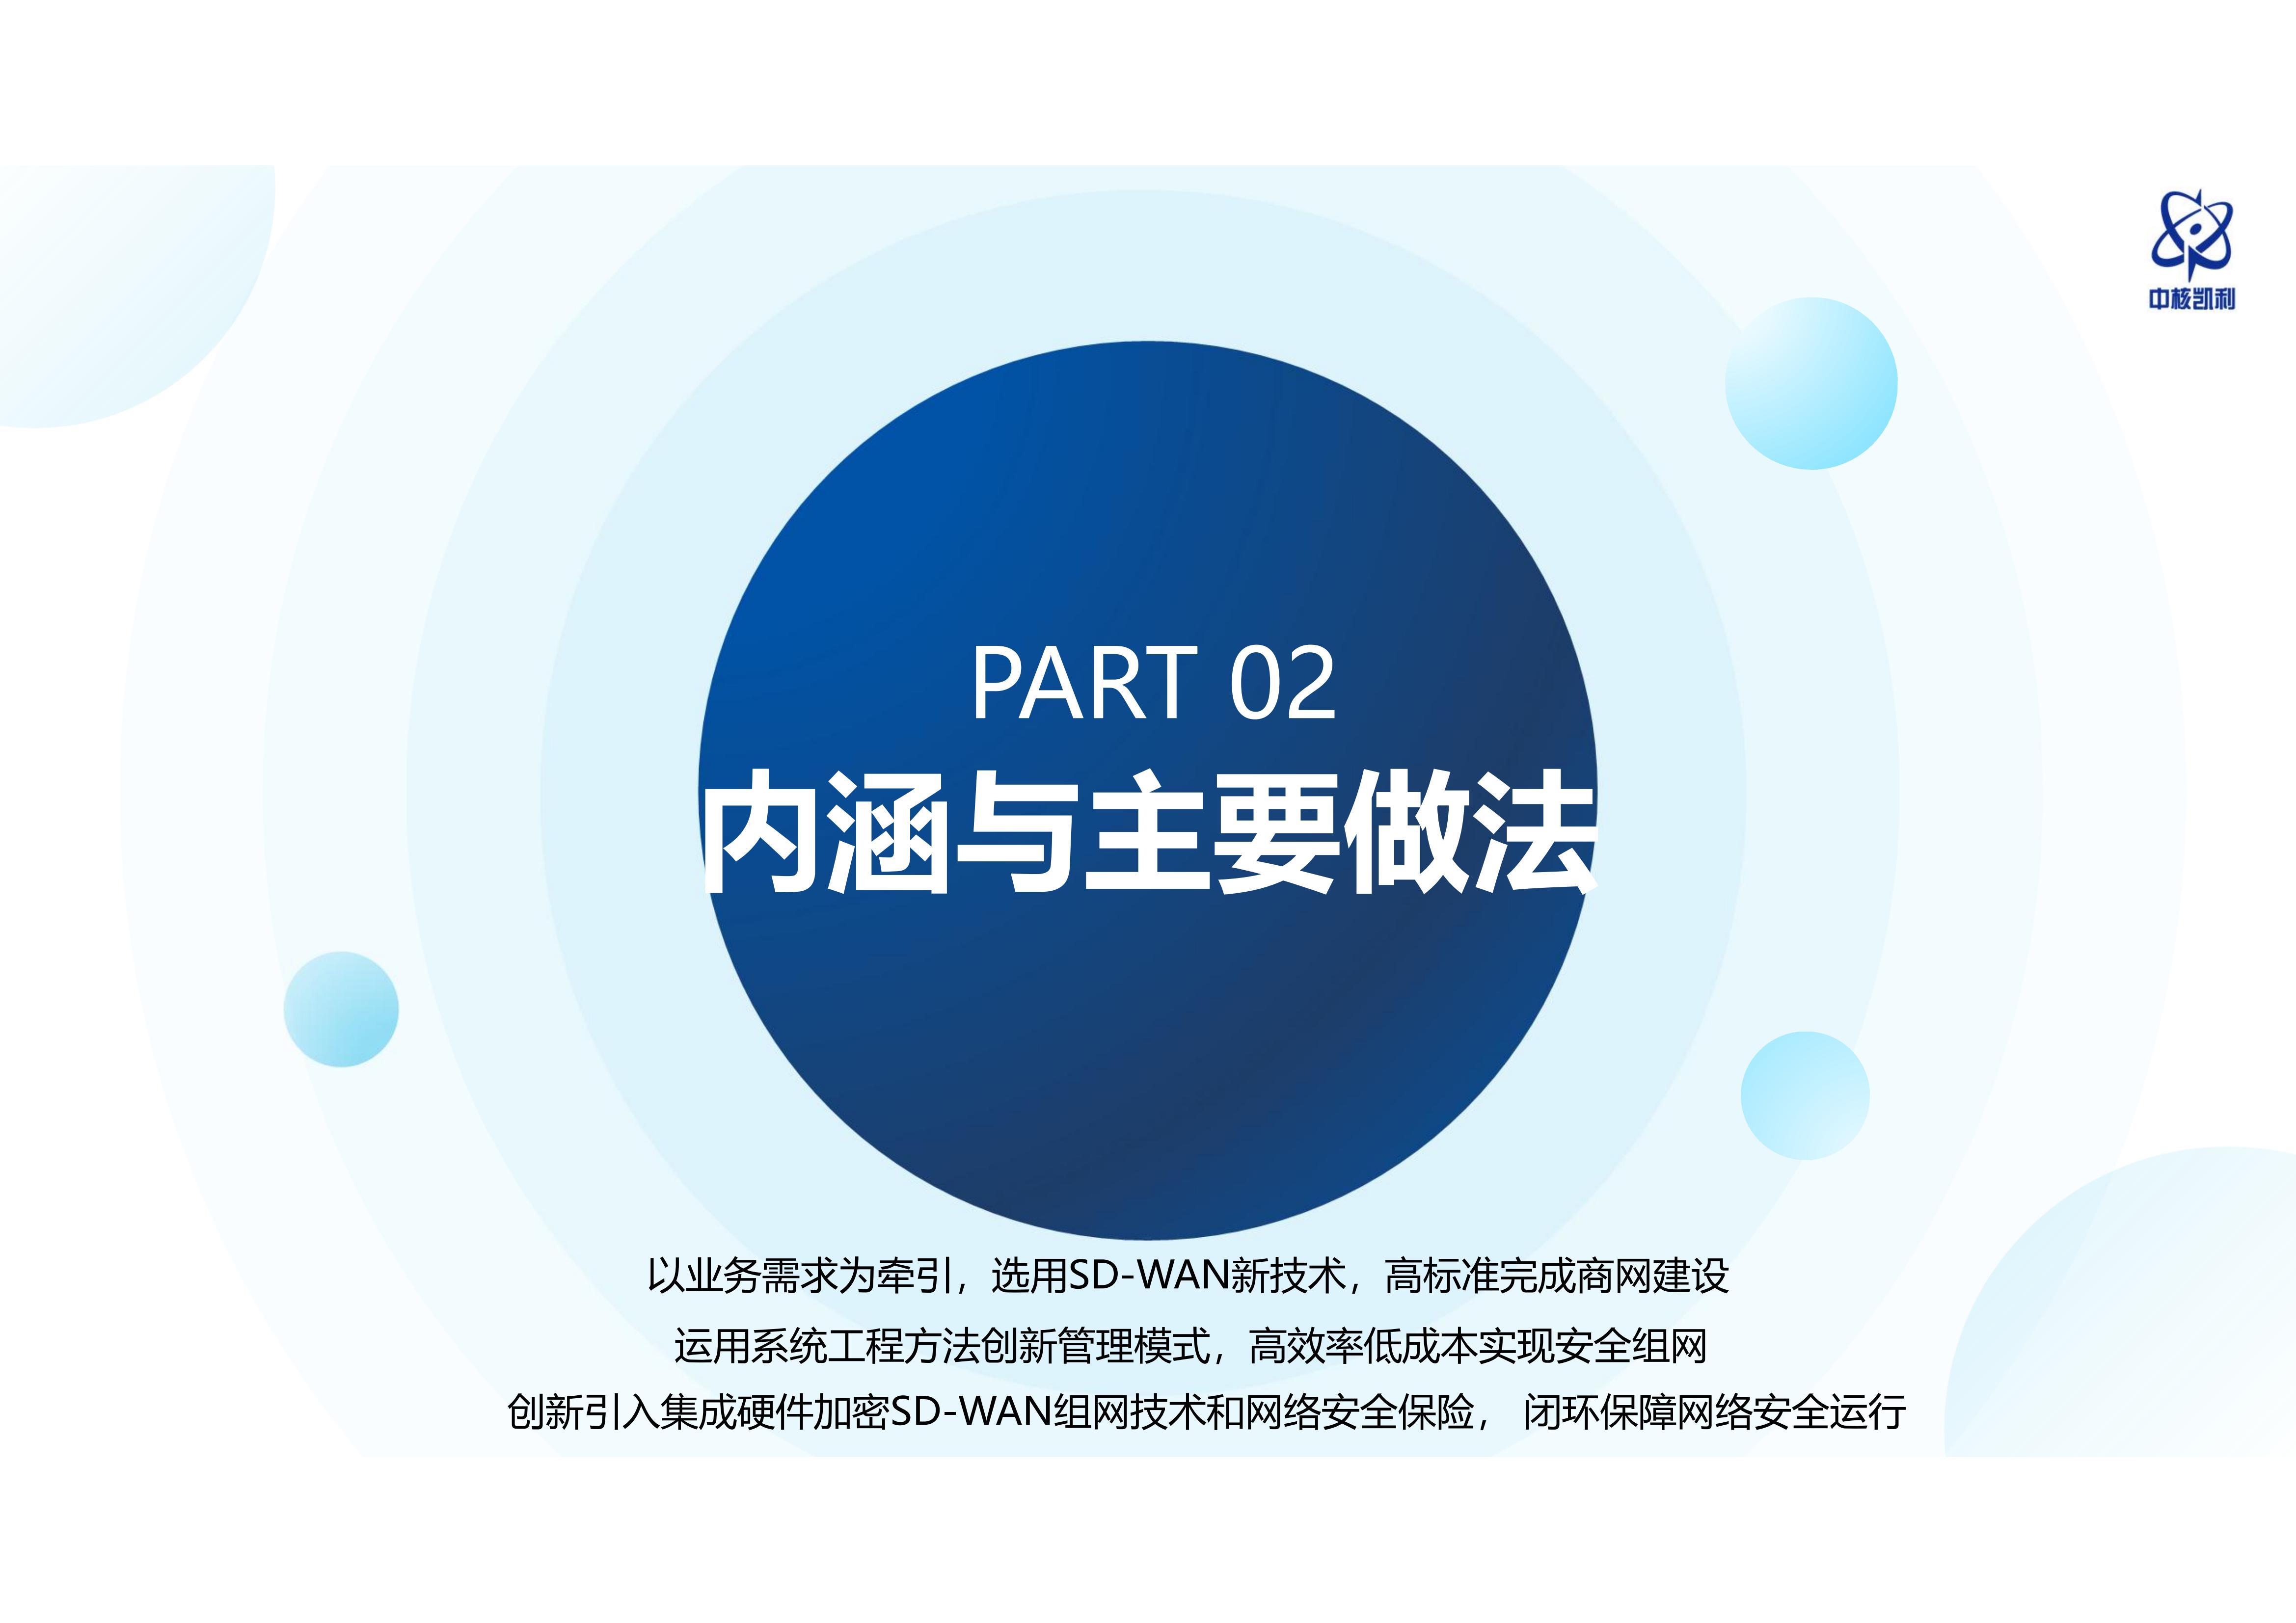 中核凯利
PART 02
内涵与主要做法
以业务需求为牵引，选用SD-WAN新技术，高标准完成商网建设
运用系统工程方法创新管理模式，高效率低成本实现安全组网
创新引入集成硬件加密SD-WAN组网技术和网络安全保险， 闭环保障网络安全运行